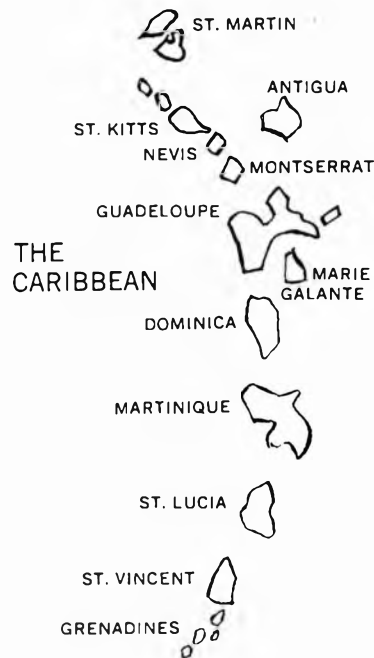 ST. MARTIN
ANTIGUA
ST. KITTS
NEVIS
MONTSERRAT
GUADELOUPE
THE
CARIBBEAN
MARIE
GALANTE
DOMINICA
MARTINIQUE
ST. LUCIA
ST. VINCENT
GRENADINES